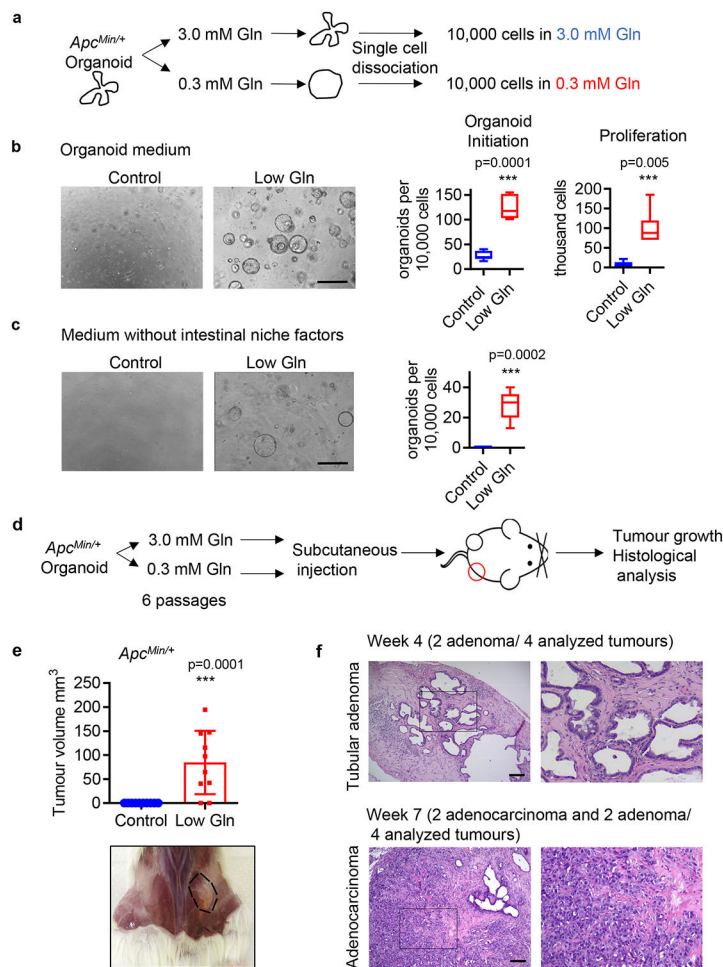 a
Apc^Min/+
Organoid
3.0 mM Gln
0.3 mM Gln
Single cell
dissociation
10,000 cells in 3.0 mM Gln
10,000 cells in 0.3 mM Gln
b
Organoid medium
Control
Low Gln
Organoid
Initiation
p=0.0001
***
organoids per
10,000 cells
150
100
50
0
Control
Low Gln
Proliferation
p=0.005
***
thousand cells
200
150
100
50
0
Control
Low Gln
c
Medium without intestinal niche factors
Control
Low Gln
p=0.0002
***
organoids per
10,000 cells
40
20
0
Control
Low Gln
d
Apc^Min/+
Organoid
3.0 mM Gln
0.3 mM Gln
6 passages
Subcutaneous
injection
Tumour growth
Histological
analysis
e
Apc^Min/+
p=0.0001
***
Tumour volume mm³
250
200
150
100
50
0
Control
Low Gln
f
Week 4 (2 adenoma/ 4 analyzed tumours)
Tubular adenoma
Week 7 (2 adenocarcinoma and 2 adenoma/
4 analyzed tumours)
Adenocarcinoma